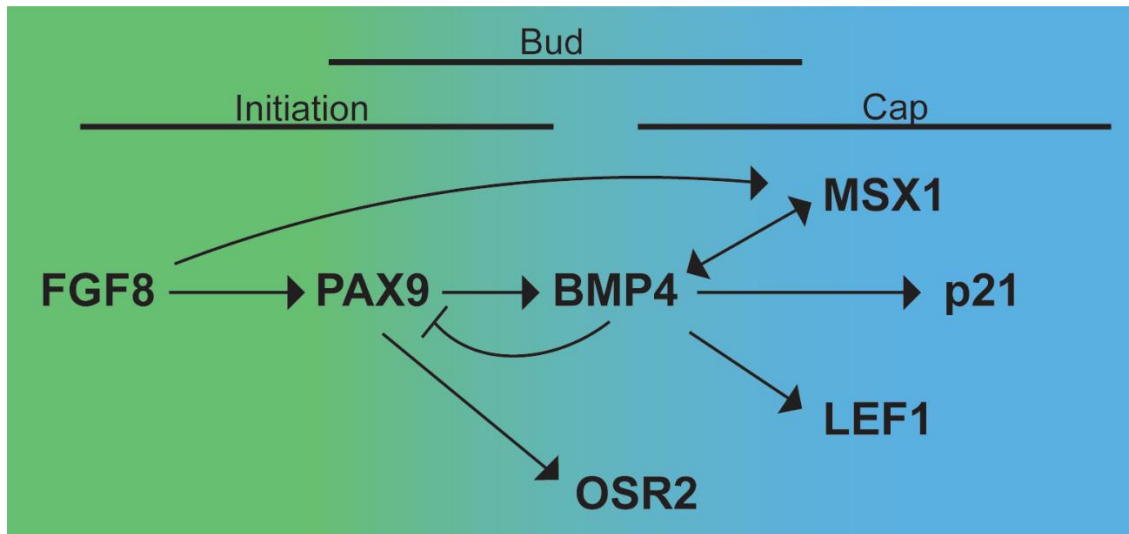 Bud
Initiation
Cap
MSX1
FGF8 PAX9 BMP4 p21
LEF1
OSR2